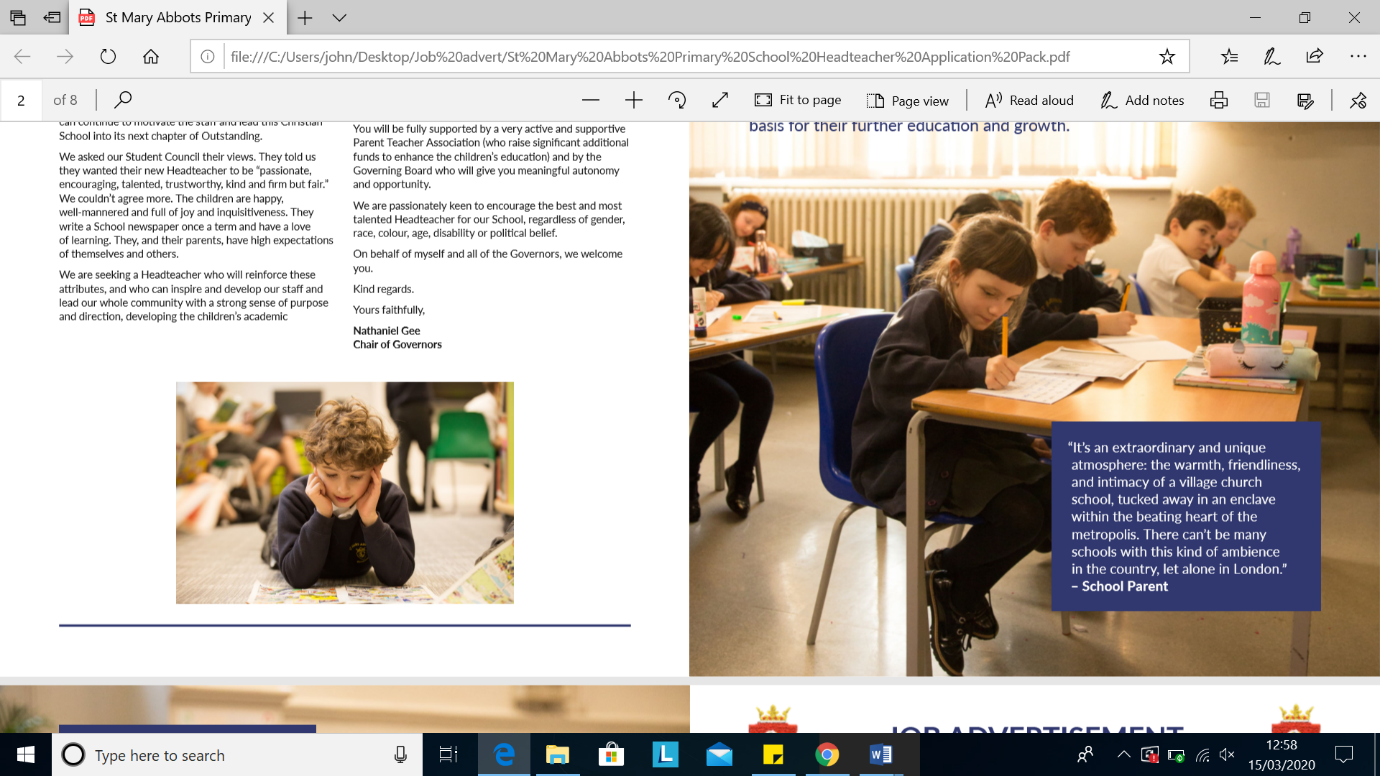 St Mary Abbots Primary
file:///C:/Users/john/Desktop/Job%20advert/St%20Mary%20Abbots%20Primary%20School%20Headteacher%20Application%20Pack.pdf
2 of 8
Fit to page
Page view
Read aloud
Add notes
can continue to motivate the staff and lead this Christian
School into its next chapter of Outstanding.
We asked our Student Council their views. They told us
they wanted their new Headteacher to be “passionate,
encouraging, talented, trustworthy, kind and firm but fair.”
We couldn’t agree more. The children are happy,
well-mannered and full of joy and inquisitiveness. They
write a School newspaper once a term and have a love
of learning. They, and their parents, have high expectations
of themselves and others.
We are seeking a Headteacher who will reinforce these
attributes, and who can inspire and develop our staff and
lead our whole community with a strong sense of purpose
and direction, developing the children’s academic
You will be fully supported by a very active and supportive
Parent Teacher Association (who raise significant additional
funds to enhance the children’s education) and by the
Governing Board who will give you meaningful autonomy
and opportunity.
We are passionately keen to encourage the best and most
talented Headteacher for our School, regardless of gender,
race, colour, age, disability or political belief.
On behalf of myself and all of the Governors, we welcome
you.
Kind regards.
Yours faithfully,
Nathaniel Gee
Chair of Governors
basis for their further education and growth.
“It’s an extraordinary and unique
atmosphere: the warmth, friendliness,
and intimacy of a village church
school, tucked away in an enclave
within the beating heart of the
metropolis. There can’t be many
schools with this kind of ambience
in the country, let alone in London.”
– School Parent
JOB ADVERTISEMENT
Type here to search
12:58
15/03/2020